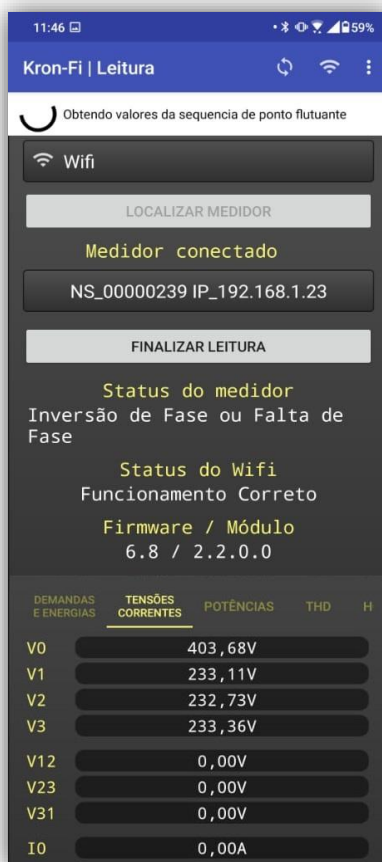 11:46 59%
Kron-Fi | Leitura
Obtendo valores da sequencia de ponto flutuante
Wifi
LOCALIZAR MEDIDOR
Medidor conectado
NS_00000239 IP_192.168.1.23
FINALIZAR LEITURA
Status do medidor
Inversão de Fase ou Falta de
Fase
Status do Wifi
Funcionamento Correto
Firmware / Módulo
6.8 / 2.2.0.0
DEMANDAS
E ENERGIAS
TENSÕES
CORRENTES
POTÊNCIAS
THD
H
V0 403,68V
V1 233,11V
V2 232,73V
V3 233,36V
V12 0,00V
V23 0,00V
V31 0,00V
I0 0,00A